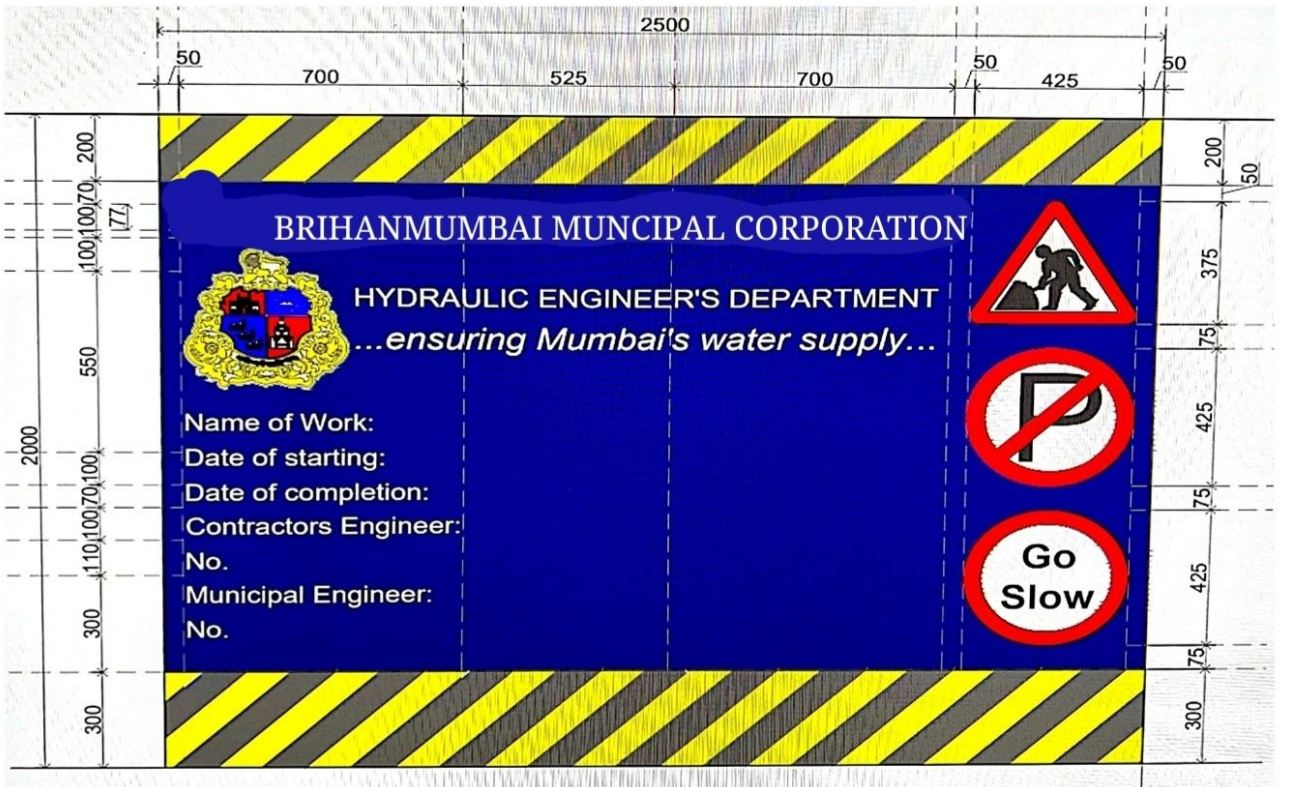 2500
50 700 525 700 50 425 50
2000
200
70
100
77
100
550
100
70
100
110
300
300
BRIHANMUMBAI MUNCIPAL CORPORATION
HYDRAULIC ENGINEER'S DEPARTMENT
...ensuring Mumbai's water supply...
Name of Work:
Date of starting:
Date of completion:
Contractors Engineer:
No.
Municipal Engineer:
No.
P
Go
Slow
200
50
375
75
425
75
425
75
300